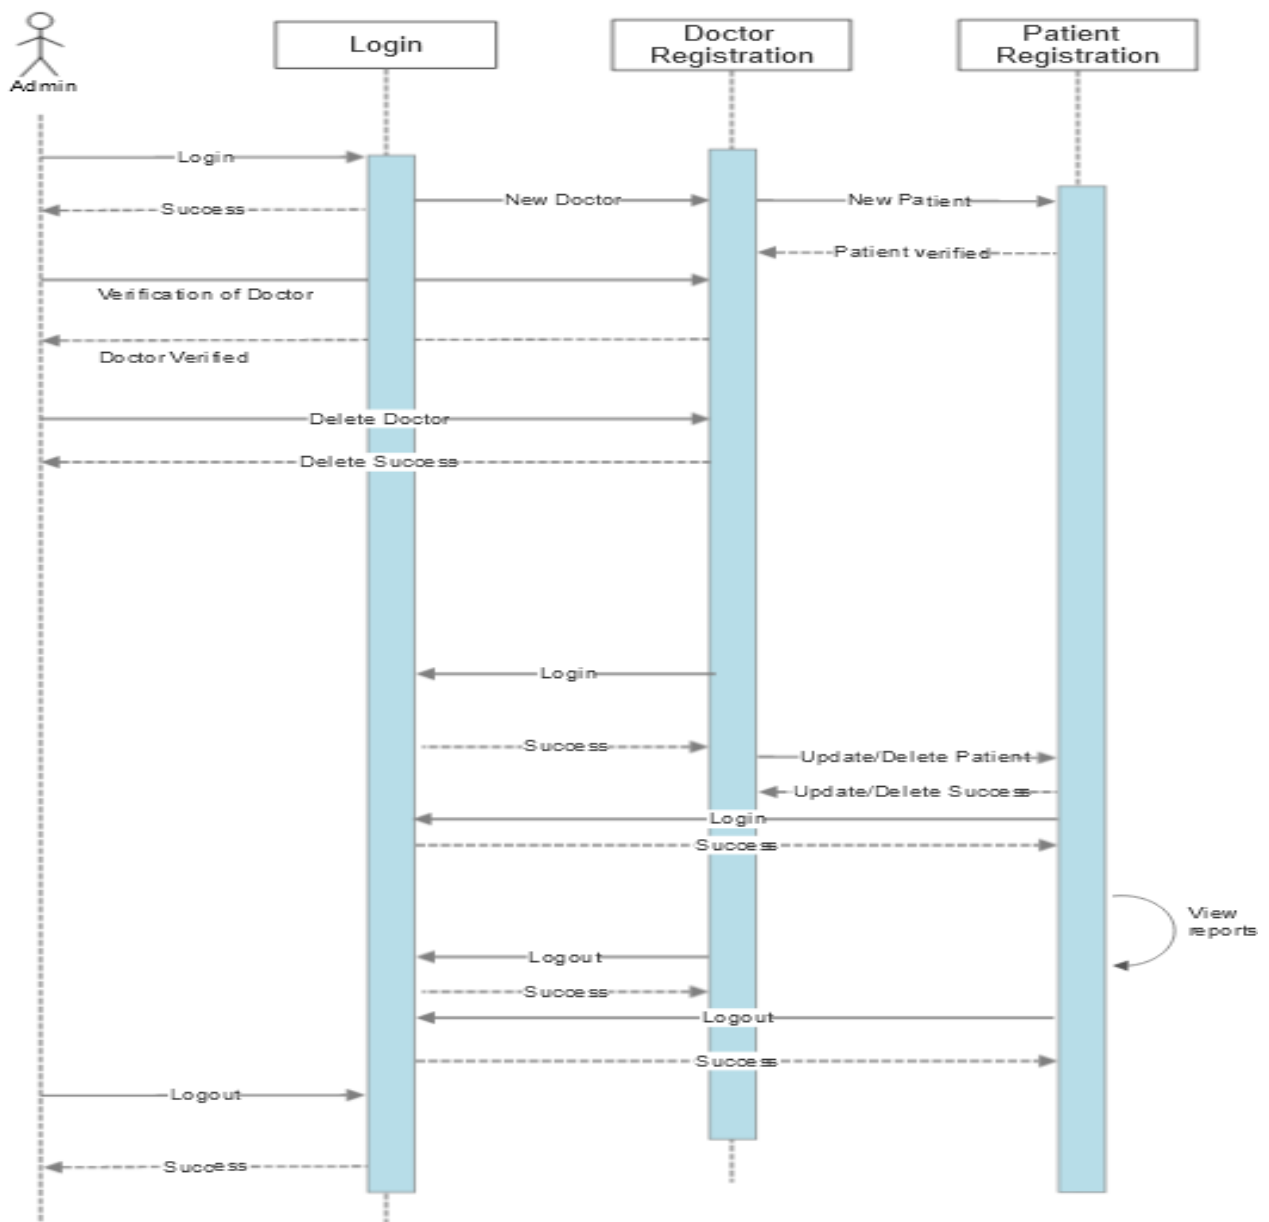 Admin
Login
Doctor
Registration
Patient
Registration
Login
New Doctor
New Patient
Success
Patient verified
Verification of Doctor
Doctor Verified
Delete Doctor
Delete Success
Login
Success
Update/Delete Patient
Update/Delete Success
Login
Success
View
reports
Logout
Success
Logout
Success
Logout
Success